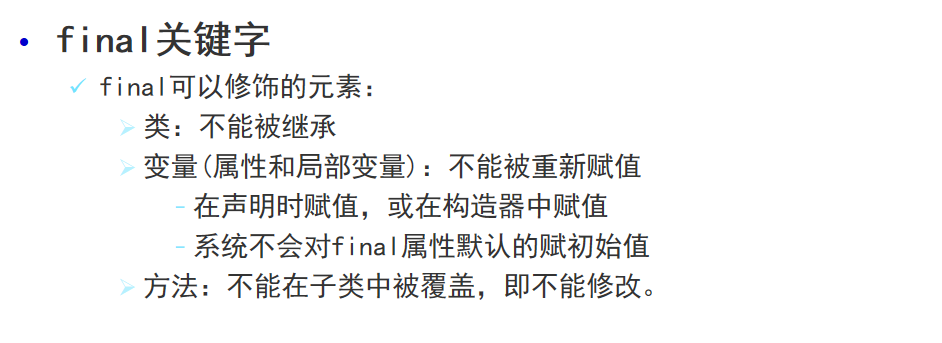 • final关键字
✓ final可以修饰的元素：
➢ 类：不能被继承
➢ 变量(属性和局部变量)：不能被重新赋值
- 在声明时赋值，或在构造器中赋值
- 系统不会对final属性默认的赋初始值
➢ 方法：不能在子类中被覆盖，即不能修改。